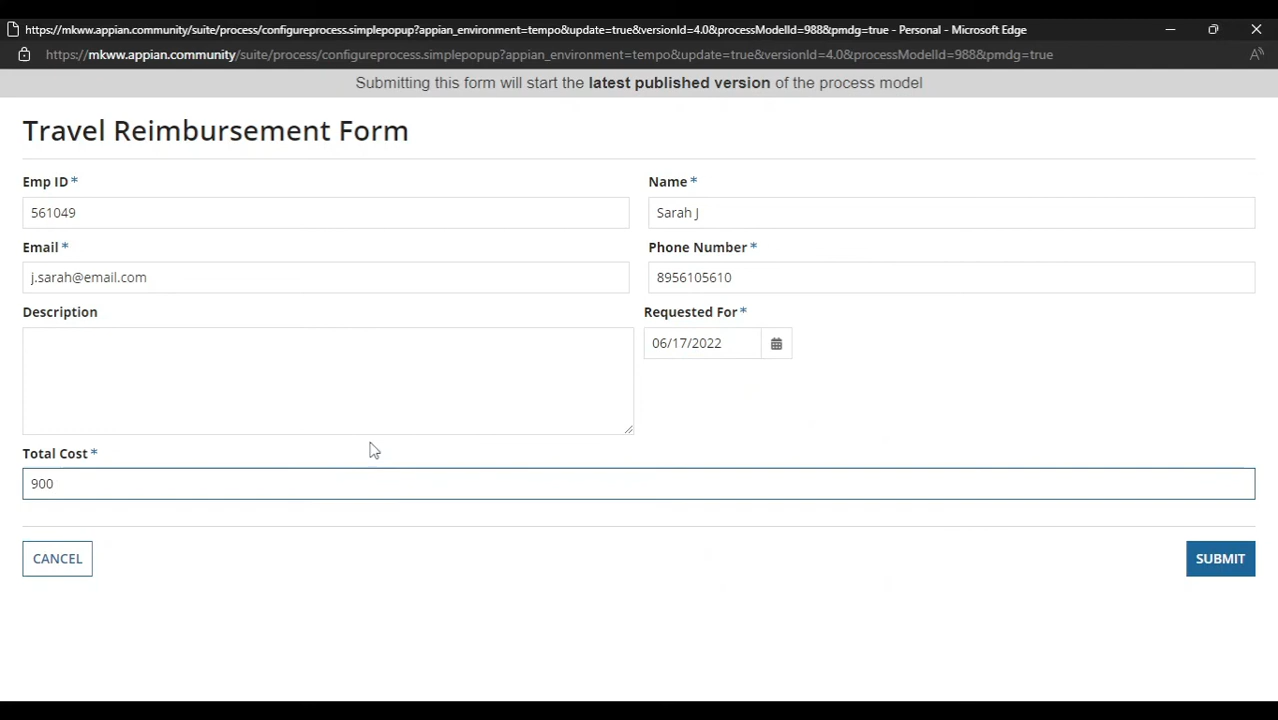 https://mkww.appian.community/suite/process/configureprocess.simplepopup?appian_environment=tempo&update=true&versionId=4.0&processModelId=988&pmdg=true - Personal - Microsoft Edge
https://mkww.appian.community/suite/process/configureprocess.simplepopup?appian_environment=tempo&update=true&versionId=4.0&processModelId=988&pmdg=true
Submitting this form will start the latest published version of the process model
Travel Reimbursement Form
Emp ID *
Name *
561049
Sarah J
Email *
Phone Number *
j.sarah@email.com
8956105610
Description
Requested For *
06/17/2022
Total Cost *
900
CANCEL
SUBMIT